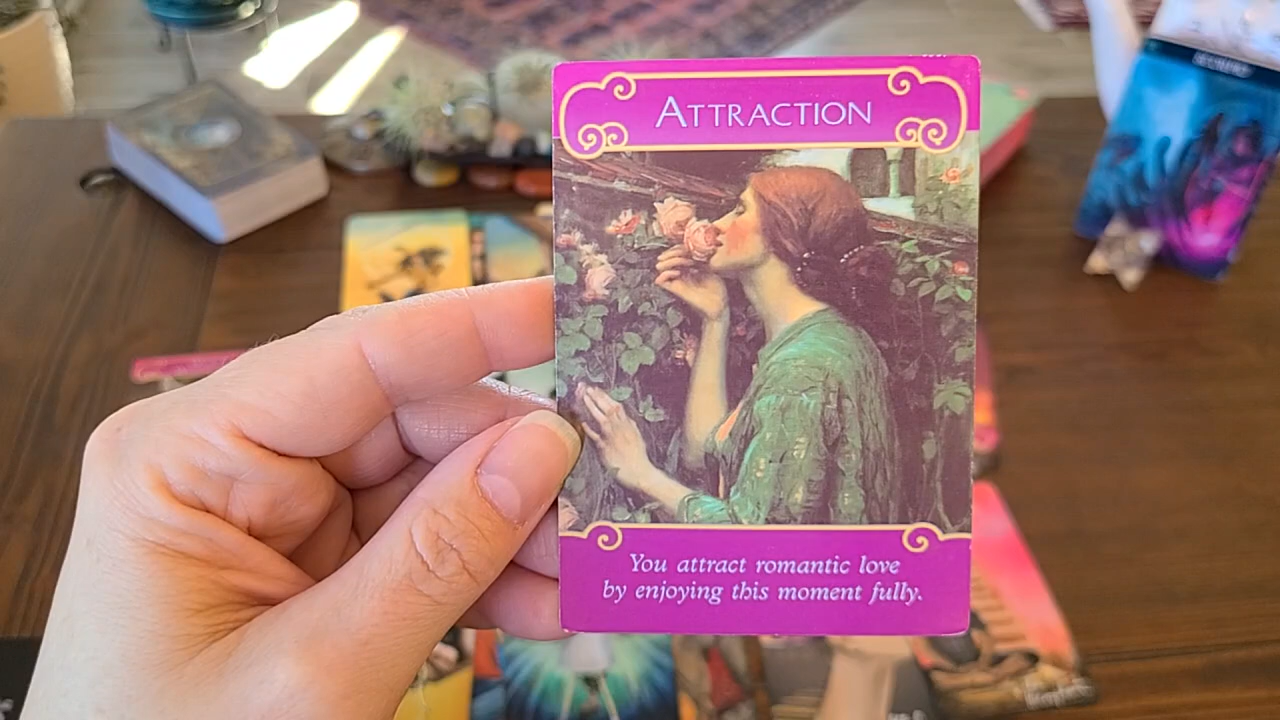 ATTRACTION
You attract romantic love
by enjoying this moment fully.